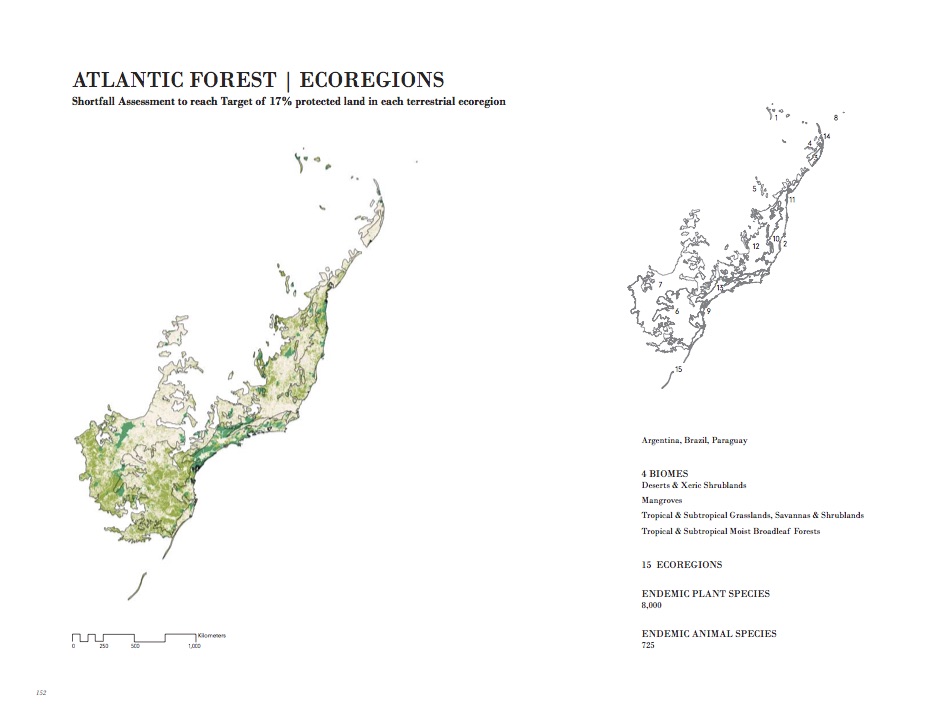 ATLANTIC FOREST | ECOREGIONS
Shortfall Assessment to reach Target of 17% protected land in each terrestrial ecoregion
1
8
14
4
3
5
11
10
2
12
7
13
6
9
15
Argentina, Brazil, Paraguay
4 BIOMES
Deserts & Xeric Shrublands
Mangroves
Tropical & Subtropical Grasslands, Savannas & Shrublands
Tropical & Subtropical Moist Broadleaf Forests
15 ECOREGIONS
ENDEMIC PLANT SPECIES
8,000
ENDEMIC ANIMAL SPECIES
725
Kilometers
0 250 500 1,000
152